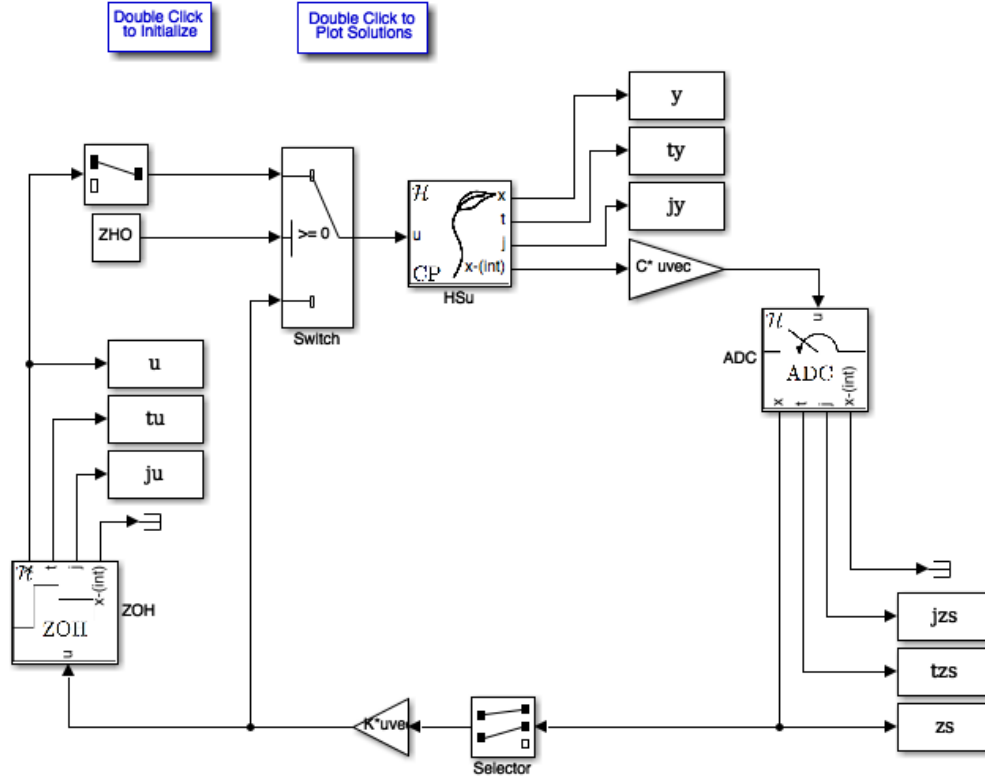 Double Click
to Initialize
Double Click to
Plot Solutions
y
ty
jy
ZHO
>= 0
Switch
ℋ
u
x
t
j
x-(int)
CP
HSu
C* uvec
u
ℋ
ADC
ADC
x
t
j
x-(int)
u
tu
ju
ℋ
x
t
j
x-(int)
ZOH
ZOH
u
jzs
tzs
zs
K*uve
Selector